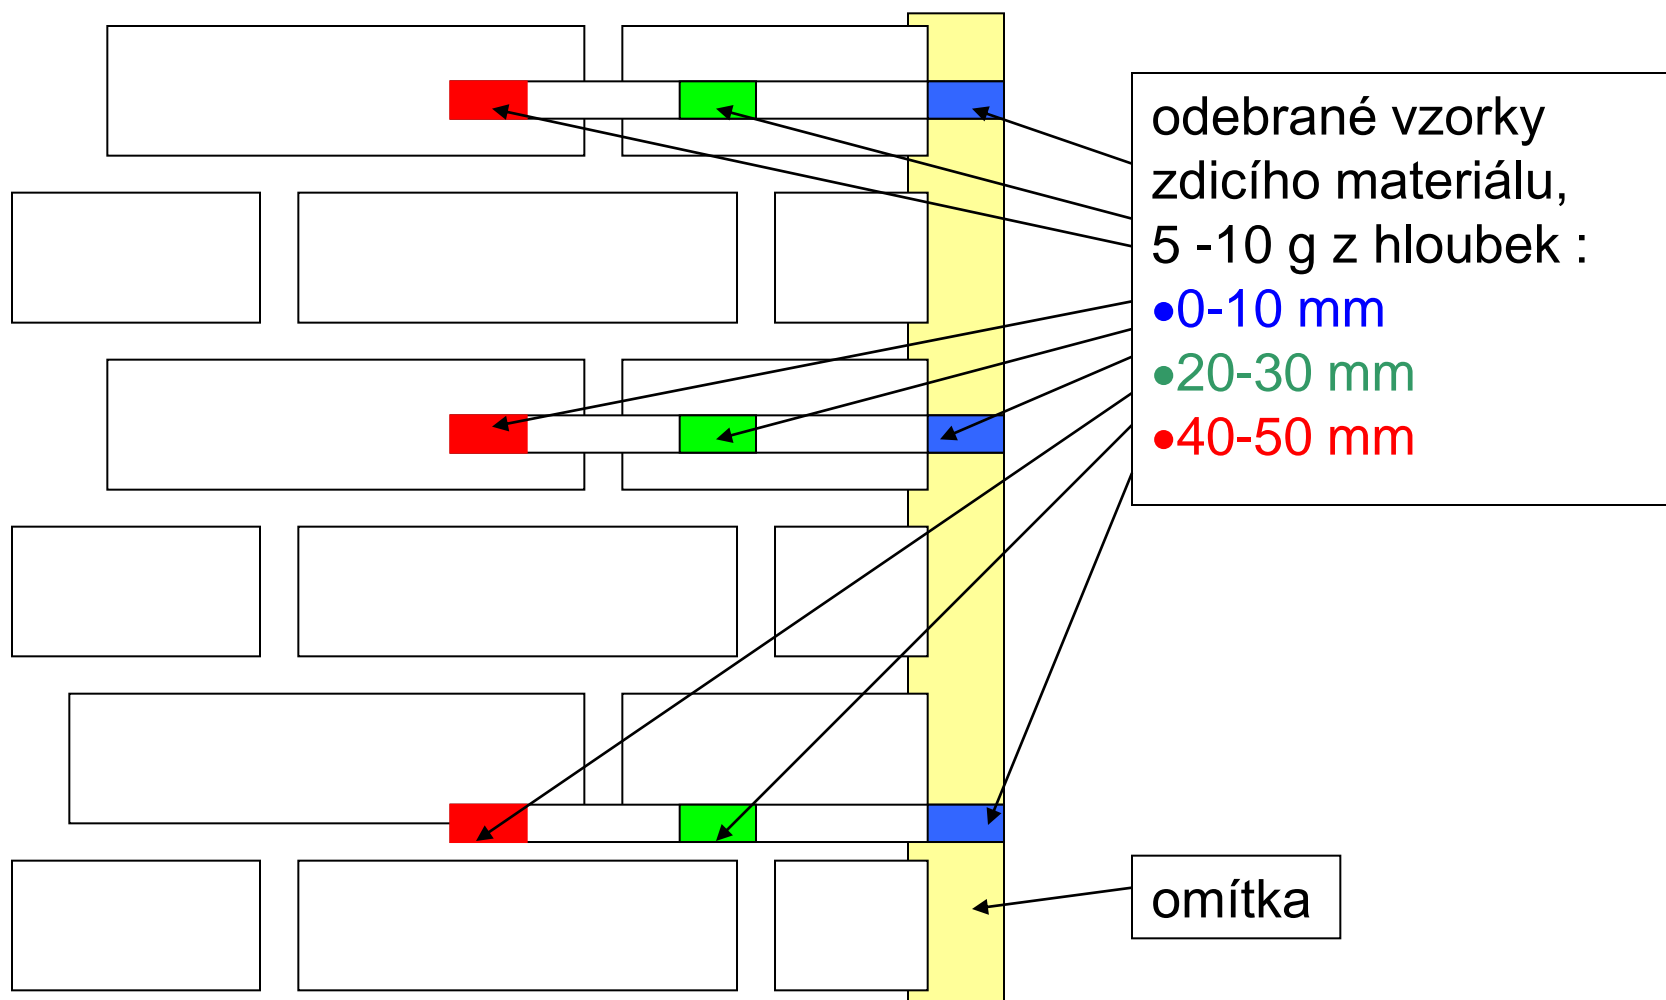 odebrané vzorky
zdicího materiálu,
5 -10 g z hloubek :
•0-10 mm
•20-30 mm
•40-50 mm
omítka